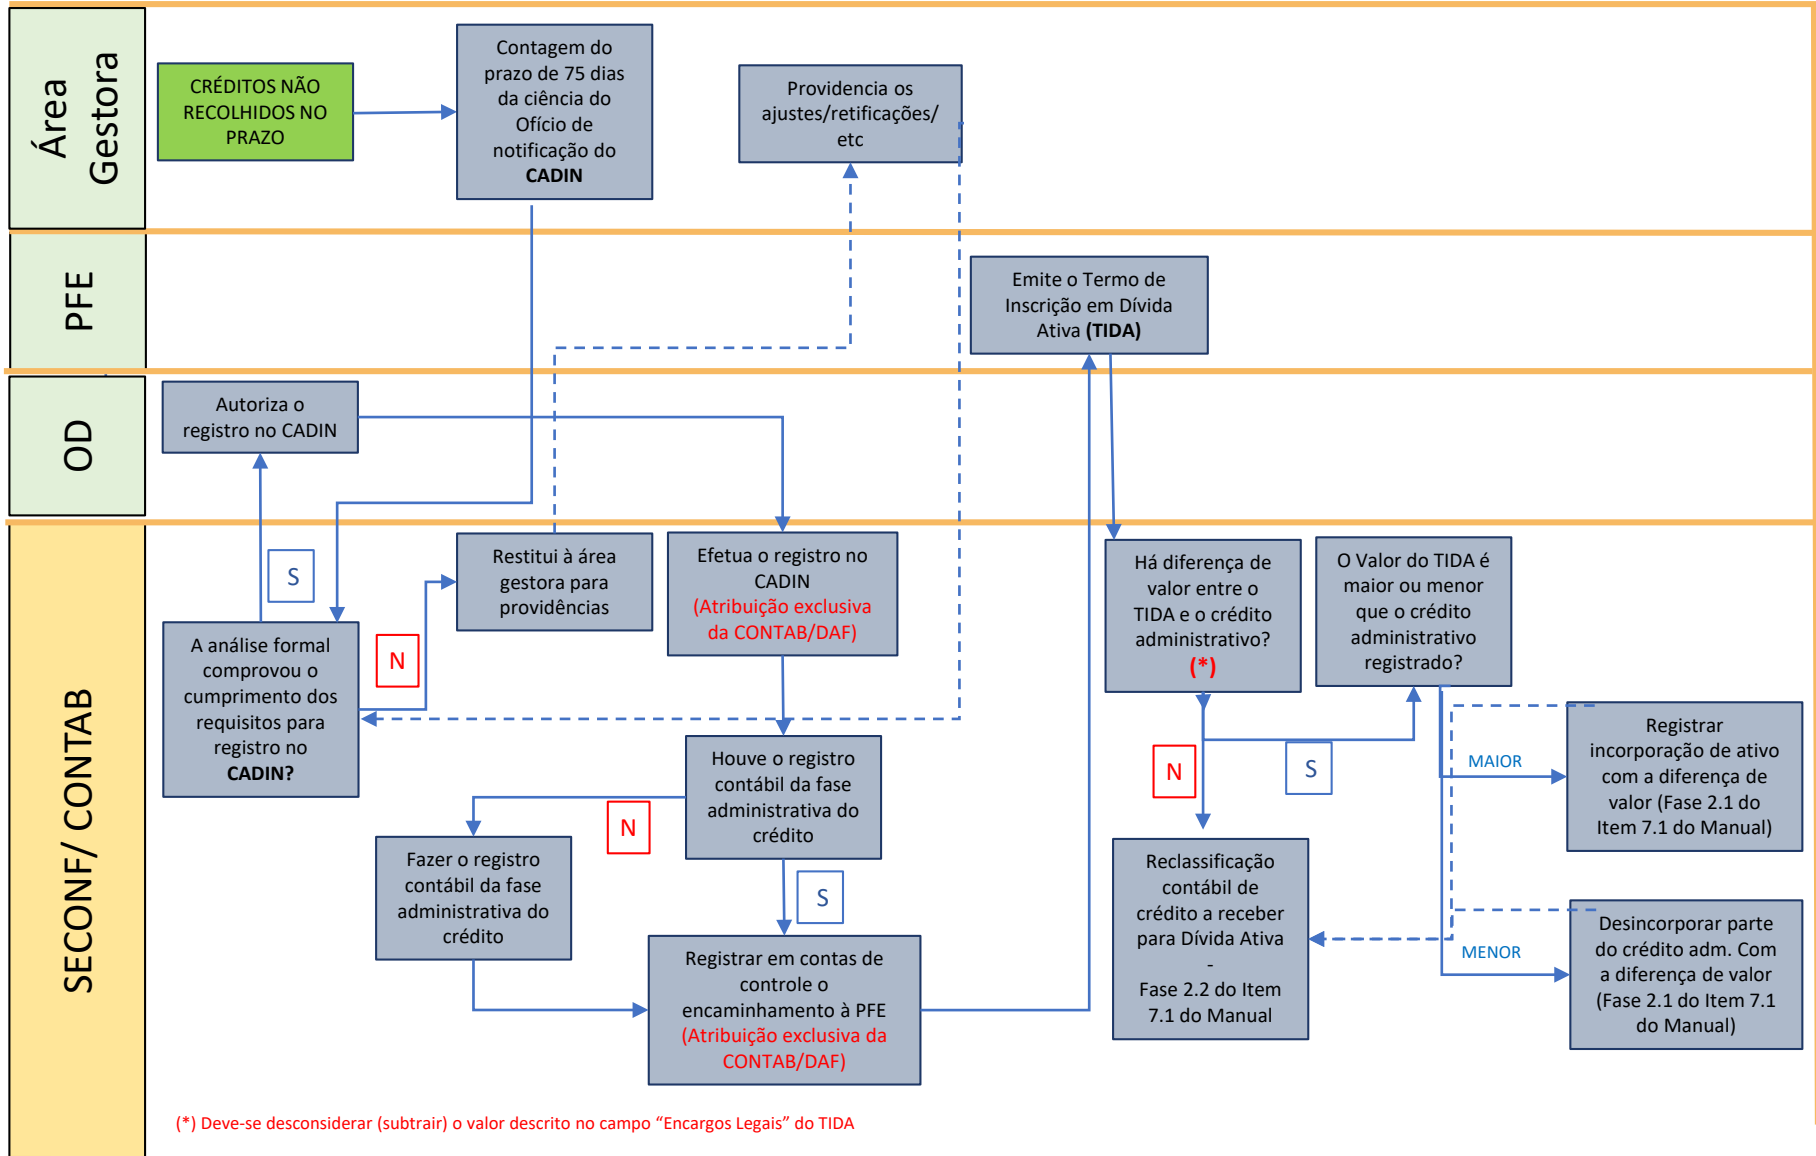 Área
Gestora
CRÉDITOS NÃO
RECOLHIDOS NO
PRAZO
Contagem do
prazo de 75 dias
da ciência do
Ofício de
notificação do
CADIN
Providencia os
ajustes/retificações/
etc
PFE
Emite o Termo de
Inscrição em Dívida
Ativa (TIDA)
OD
Autoriza o
registro no CADIN
SECONF/ CONTAB
S
A análise formal
comprovou o
cumprimento dos
requisitos para
registro no
CADIN?
N
Restitui à área
gestora para
providências
Efetua o registro no
CADIN
(Atribuição exclusiva
da CONTAB/DAF)
Houve o registro
contábil da fase
administrativa do
crédito
N
Fazer o registro
contábil da fase
administrativa do
crédito
S
Registrar em contas de
controle o
encaminhamento à PFE
(Atribuição exclusiva da
CONTAB/DAF)
Há diferença de
valor entre o
TIDA e o crédito
administrativo?
(*)
N
S
O Valor do TIDA é
maior ou menor
que o crédito
administrativo
registrado?
Reclassificação
contábil de
crédito a receber
para Dívida Ativa
-
Fase 2.2 do Item
7.1 do Manual
MAIOR
Registrar
incorporação de ativo
com a diferença de
valor (Fase 2.1 do
Item 7.1 do Manual)
MENOR
Desincorporar parte
do crédito adm. Com
a diferença de valor
(Fase 2.1 do Item 7.1
do Manual)
(*) Deve-se desconsiderar (subtrair) o valor descrito no campo “Encargos Legais” do TIDA